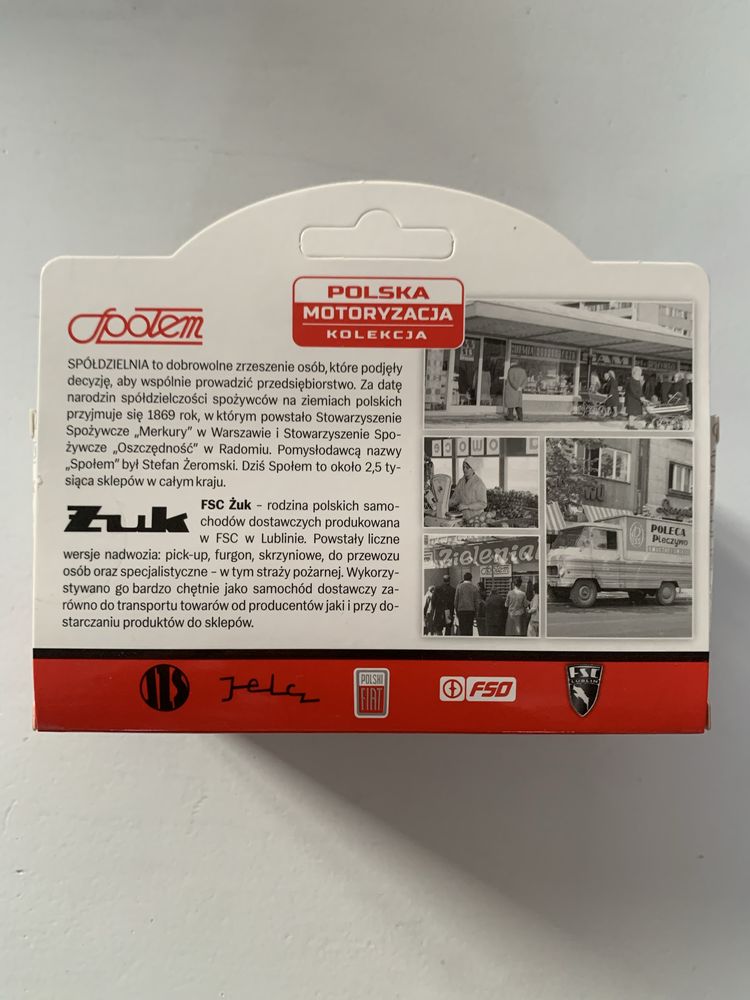 POLSKA
MOTORYZACJA
KOLEKCJA
Społem
SPÓŁDZIELNIA to dobrowolne zrzeszenie osób, które podjęły
decyzję, aby wspólnie prowadzić przedsiębiorstwo. Za datę
narodzin spółdzielczości spożywców na ziemiach polskich
przyjmuje się 1869 rok, w którym powstało Stowarzyszenie
Spożywcze „Merkury” w Warszawie i Stowarzyszenie Spo-
żywcze „Oszczędność” w Radomiu. Pomysłodawcą nazwy
„Społem” był Stefan Żeromski. Dziś Społem to około 2,5 ty-
siąca sklepów w całym kraju.
Żuk
FSC Żuk – rodzina polskich samo-
chodów dostawczych produkowana
w FSC w Lublinie. Powstały liczne
wersje nadwozia: pick-up, furgon, skrzyniowe, do przewozu
osób oraz specjalistyczne – w tym straży pożarnej. Wykorzy-
stywano go bardzo chętnie jako samochód dostawczy za-
równo do transportu towarów od producentów jaki i przy do-
starczaniu produktów do sklepów.
POLECA
Pieczywo
Zieleniak
Społem
Jelcz
POLSKI
FIAT
FSO
FSC
LUBLIN